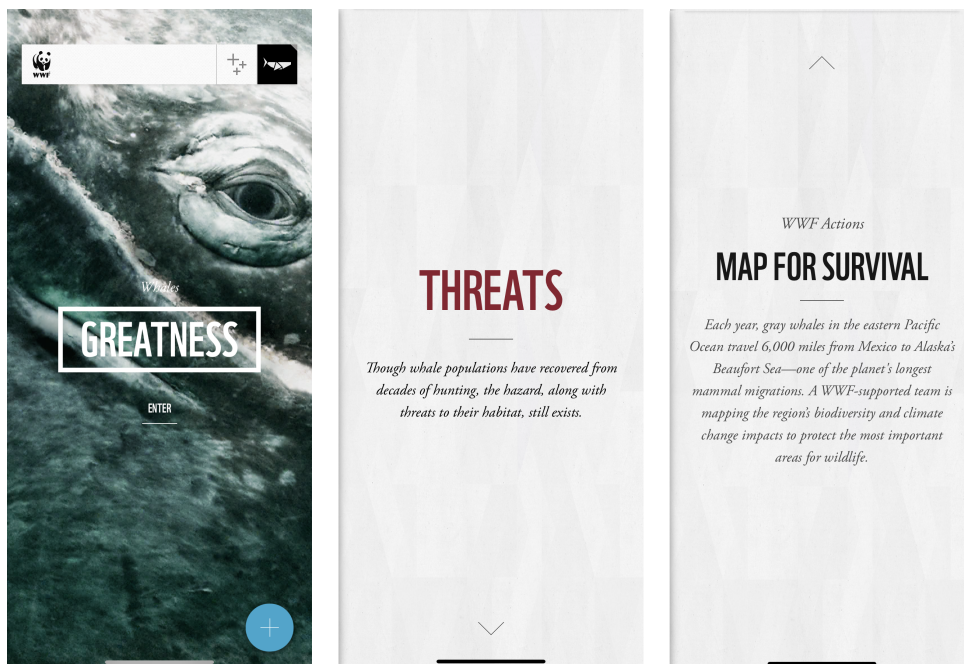 WWF
Whales
GREATNESS
ENTER
THREATS
Though whale populations have recovered from
decades of hunting, the hazard, along with
threats to their habitat, still exists.
WWF Actions
MAP FOR SURVIVAL
Each year, gray whales in the eastern Pacific
Ocean travel 6,000 miles from Mexico to Alaska's
Beaufort Sea—one of the planet's longest
mammal migrations. A WWF-supported team is
mapping the region's biodiversity and climate
change impacts to protect the most important
areas for wildlife.